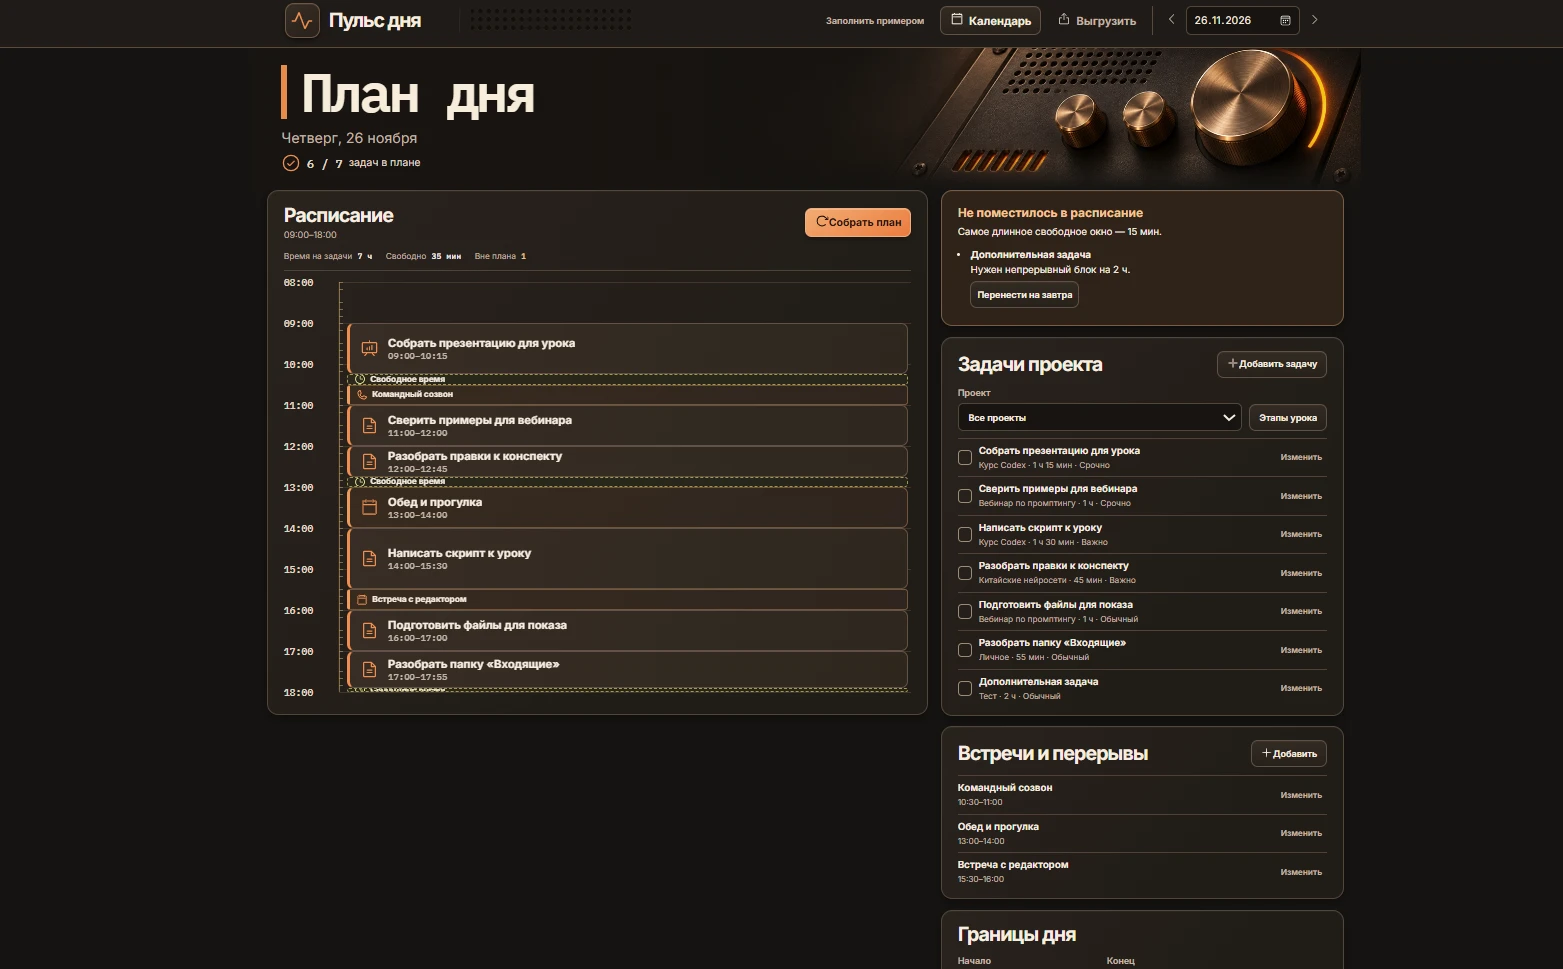 Пульс дня
Заполнить примером
Календарь
Выгрузить
26.11.2026
План дня
Четверг, 26 ноября
6 / 7 задач в плане
Расписание
09:00–18:00
Собрать план
Время на задачи 7 ч Свободно 35 мин Вне плана 1
08:00
09:00
Собрать презентацию для урока
09:00–10:15
10:00
Свободное время
Командный созвон
11:00
Сверить примеры для вебинара
11:00–12:00
12:00
Разобрать правки к конспекту
12:00–12:45
Свободное время
13:00
Обед и прогулка
13:00–14:00
14:00
Написать скрипт к уроку
14:00–15:30
15:00
Встреча с редактором
16:00
Подготовить файлы для показа
16:00–17:00
17:00
Разобрать папку «Входящие»
17:00–17:55
18:00
Не поместилось в расписание
Самое длинное свободное окно — 15 мин.
• Дополнительная задача
Нужен непрерывный блок на 2 ч.
Перенести на завтра
Задачи проекта
Добавить задачу
Проект
Все проекты
Этапы урока
Собрать презентацию для урока
Курс Codex · 1 ч 15 мин · Срочно
Изменить
Сверить примеры для вебинара
Вебинар по промптингу · 1 ч · Срочно
Изменить
Написать скрипт к уроку
Курс Codex · 1 ч 30 мин · Важно
Изменить
Разобрать правки к конспекту
Китайские нейросети · 45 мин · Важно
Изменить
Подготовить файлы для показа
Вебинар по промптингу · 1 ч · Обычный
Изменить
Разобрать папку «Входящие»
Личное · 55 мин · Обычный
Изменить
Дополнительная задача
Тест · 2 ч · Обычный
Изменить
Встречи и перерывы
Добавить
Командный созвон
10:30–11:00
Изменить
Обед и прогулка
13:00–14:00
Изменить
Встреча с редактором
15:30–16:00
Изменить
Границы дня
Начало
Конец